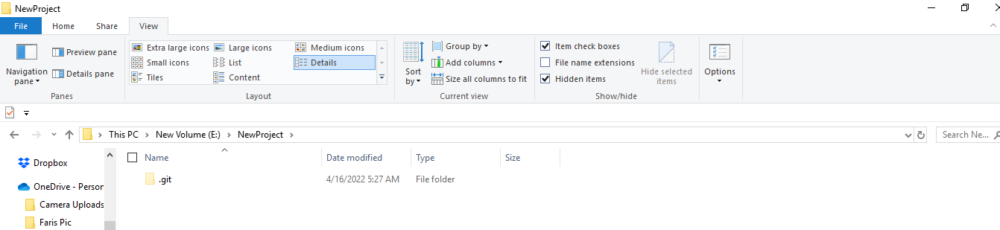 NewProject
File Home Share View
Navigation pane
Preview pane
Details pane
Panes
Extra large icons Large icons Medium icons
Small icons List Details
Tiles Content
Layout
Sort by
Group by
Add columns
Size all columns to fit
Current view
Item check boxes
File name extensions
Hidden items
Hide selected items
Show/hide
Options
This PC New Volume (E:) NewProject
Search Ne...
Dropbox
OneDrive - Person
Camera Uploads
Faris Pic
Name Date modified Type Size
.git 4/16/2022 5:27 AM File folder